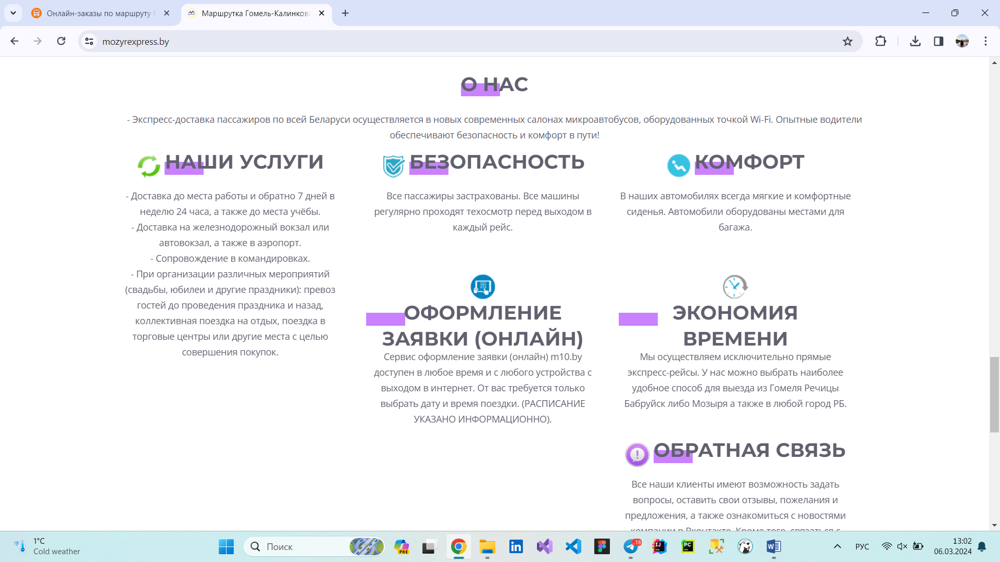 Онлайн-заказы по маршруту
Маршрутка Гомель-Калинков
mozyrexpress.by
О НАС
- Экспресс-доставка пассажиров по всей Беларуси осуществляется в новых современных салонах микроавтобусов, оборудованных точкой Wi-Fi. Опытные водители
обеспечивают безопасность и комфорт в пути!
НАШИ УСЛУГИ
- Доставка до места работы и обратно 7 дней в
неделю 24 часа, а также до места учёбы.
- Доставка на железнодорожный вокзал или
автовокзал, а также в аэропорт.
- Сопровождение в командировках.
- При организации различных мероприятий
(свадьбы, юбилеи и другие праздники): превоз
гостей до проведения праздника и назад,
коллективная поездка на отдых, поездка в
торговые центры или другие места с целью
совершения покупок.
БЕЗОПАСНОСТЬ
Все пассажиры застрахованы. Все машины
регулярно проходят техосмотр перед выходом в
каждый рейс.
КОМФОРТ
В наших автомобилях всегда мягкие и комфортные
сиденья. Автомобили оборудованы местами для
багажа.
ОФОРМЛЕНИЕ
ЗАЯВКИ (ОНЛАЙН)
Сервис оформление заявки (онлайн) m10.by
доступен в любое время и с любого устройства с
выходом в интернет. От вас требуется только
выбрать дату и время поездки. (РАСПИСАНИЕ
УКАЗАНО ИНФОРМАЦИОННО).
ЭКОНОМИЯ
ВРЕМЕНИ
Мы осуществляем исключительно прямые
экспресс-рейсы. У нас можно выбрать наиболее
удобное способ для выезда из Гомеля Речицы
Бабруйск либо Мозыря а также в любой город РБ.
ОБРАТНАЯ СВЯЗЬ
Все наши клиенты имеют возможность задать
вопросы, оставить свои отзывы, пожелания и
предложения, а также ознакомиться с новостями
компании в Вконтакте. Кроме того, связаться с
1°C
Cold weather
Поиск
PRE
18
IJ
PC
РУС
13:02
06.03.2024